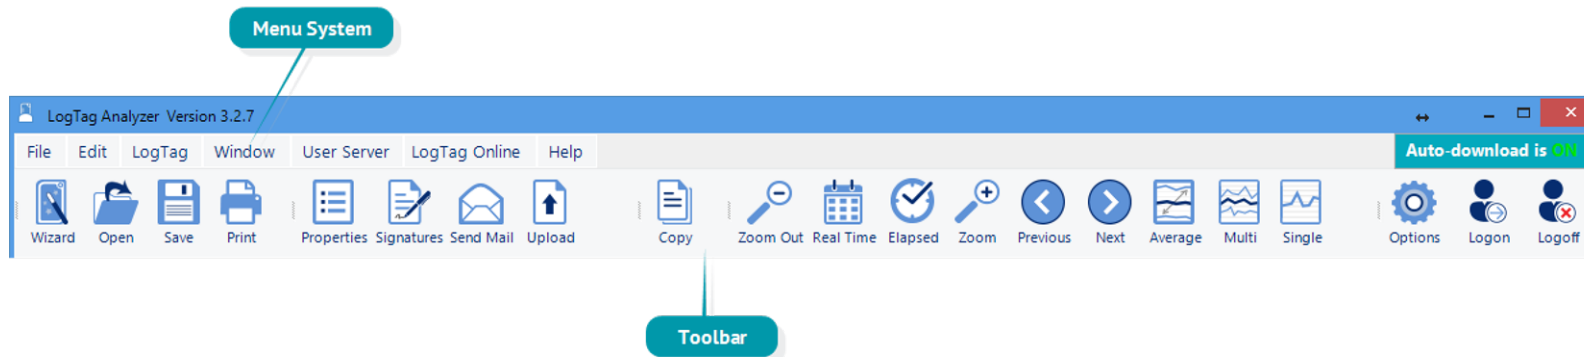 Menu System
LogTag Analyzer Version 3.2.7
File Edit LogTag Window User Server LogTag Online Help Auto-download is ON
Wizard Open Save Print Properties Signatures Send Mail Upload Copy Zoom Out Real Time Elapsed Zoom Previous Next Average Multi Single Options Logon Logoff
Toolbar